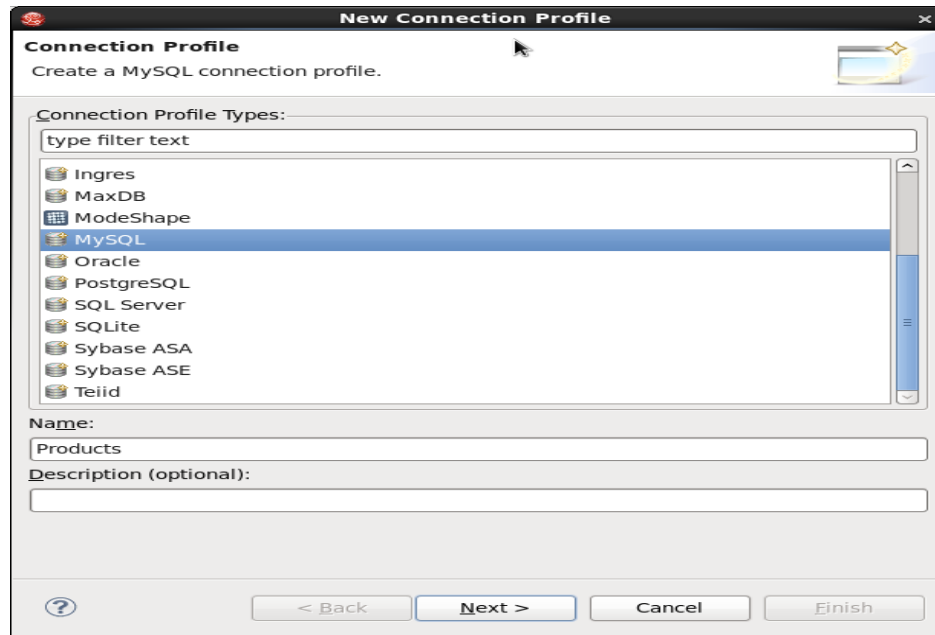 New Connection Profile
Connection Profile
Create a MySQL connection profile.
Connection Profile Types:
type filter text
Ingres
MaxDB
ModeShape
MySQL
Oracle
PostgreSQL
SQL Server
SQLite
Sybase ASA
Sybase ASE
Teiid
Name:
Products
Description (optional):
< Back Next > Cancel Finish